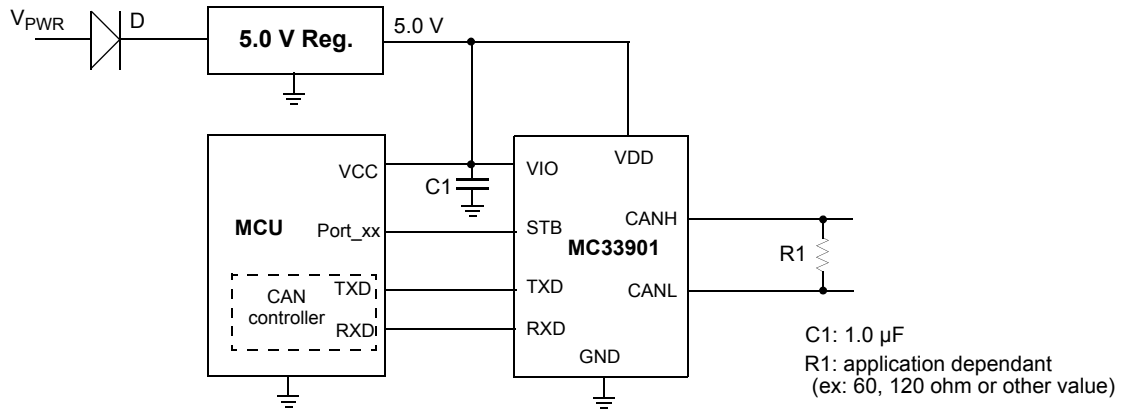 VPWR
D
5.0 V Reg.
5.0 V
VCC
C1
VIO
VDD
MCU
Port_xx
STB
CANH
MC33901
R1
CAN
controller
TXD
TXD
CANL
RXD
RXD
GND
C1: 1.0 µF
R1: application dependant
(ex: 60, 120 ohm or other value)